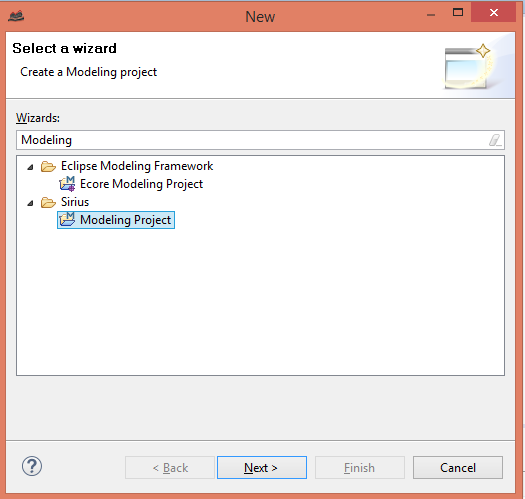 New
Select a wizard
Create a Modeling project
Wizards:
Modeling
Eclipse Modeling Framework
Ecore Modeling Project
Sirius
Modeling Project
?
< Back
Next >
Finish
Cancel